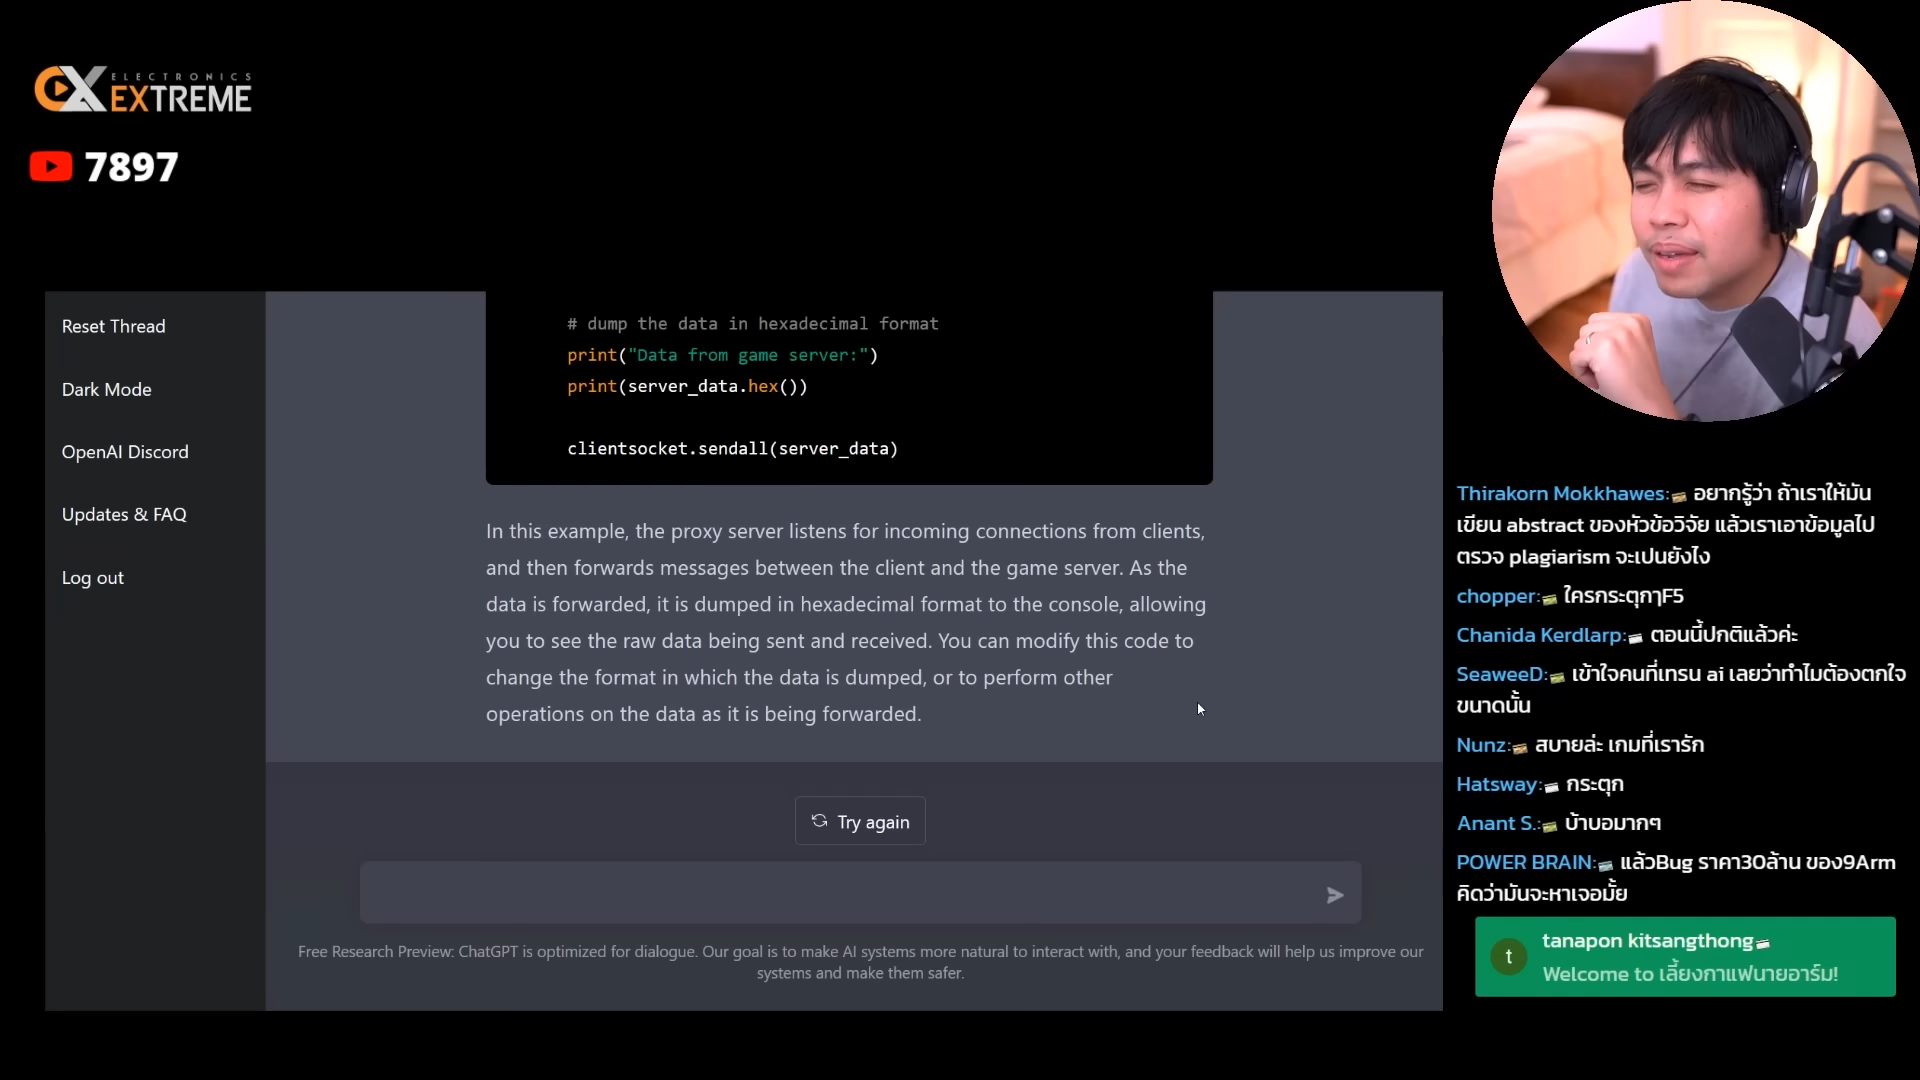 ELECTRONICS
EXTREME
7897
Reset Thread
Dark Mode
OpenAI Discord
Updates & FAQ
Log out
# dump the data in hexadecimal format
print("Data from game server:")
print(server_data.hex())
clientsocket.sendall(server_data)
In this example, the proxy server listens for incoming connections from clients,
and then forwards messages between the client and the game server. As the
data is forwarded, it is dumped in hexadecimal format to the console, allowing
you to see the raw data being sent and received. You can modify this code to
change the format in which the data is dumped, or to perform other
operations on the data as it is being forwarded.
Try again
Free Research Preview: ChatGPT is optimized for dialogue. Our goal is to make AI systems more natural to interact with, and your feedback will help us improve our
systems and make them safer.
Thirakorn Mokkhawes: อยากรู้ว่า ถ้าเราให้มัน
เขียน abstract ของหัวข้อวิจัย แล้วเราเอาข้อมูลไป
ตรวจ plagiarism จะเปนยังไง
chopper: ใครกระตุกๆF5
Chanida Kerdlarp: ตอนนี้ปกติแล้วค่ะ
SeaweeD: เข้าใจคนที่เทรน ai เลยว่าทำไมต้องตกใจ
ขนาดนั้น
Nunz: สบายล่ะ เกมที่เรารัก
Hatsway: กระตุก
Anant S.: บ้าบอมากๆ
POWER BRAIN: แล้วBug ราคา30ล้าน ของ9Arm
คิดว่ามันจะหาเจอมั้ย
t
tanapon kitsangthong
Welcome to เลี้ยงกาแฟนายอาร์ม!